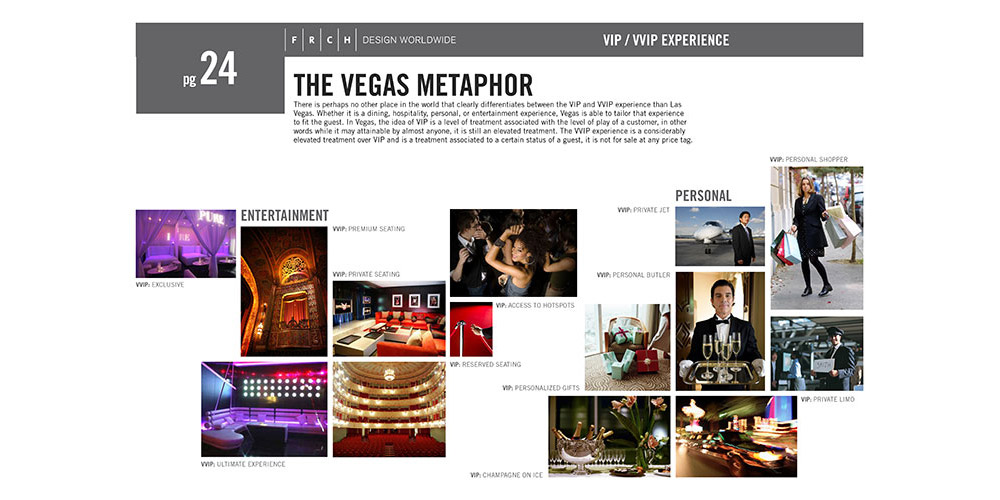 F R C H DESIGN WORLDWIDE
VIP / VVIP EXPERIENCE
pg 24
THE VEGAS METAPHOR
There is perhaps no other place in the world that clearly differentiates between the VIP and VVIP experience than Las
Vegas. Whether it is a dining, hospitality, personal, or entertainment experience, Vegas is able to tailor that experience
to fit the guest. In Vegas, the idea of VIP is a level of treatment associated with the level of play of a customer, in other
words while it may attainable by almost anyone, it is still an elevated treatment. The VVIP experience is a considerably
elevated treatment over VIP and is a treatment associated to a certain status of a guest, it is not for sale at any price tag.
VVIP: PERSONAL SHOPPER
PERSONAL
VVIP: PRIVATE JET
ENTERTAINMENT
PURE
RE
VVIP: PREMIUM SEATING
VVIP: PRIVATE SEATING
VVIP: PERSONAL BUTLER
VVIP: EXCLUSIVE
VIP: ACCESS TO HOTSPOTS
VIP: RESERVED SEATING
VIP: PERSONALIZED GIFTS
VIP: PRIVATE LIMO
VVIP: ULTIMATE EXPERIENCE
VIP: CHAMPAGNE ON ICE